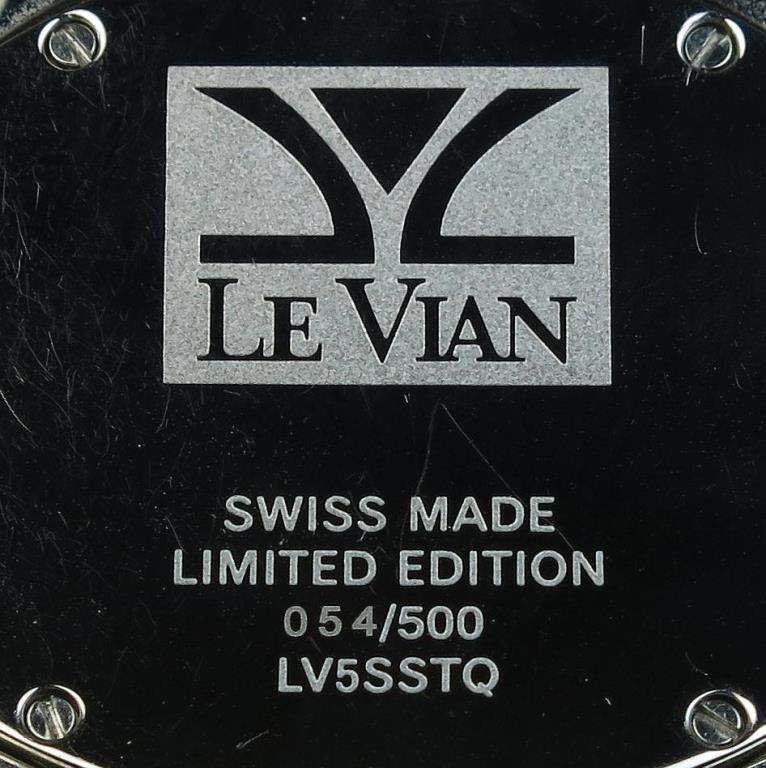 LE VIAN
SWISS MADE
LIMITED EDITION
054/500
LV5SSTQ